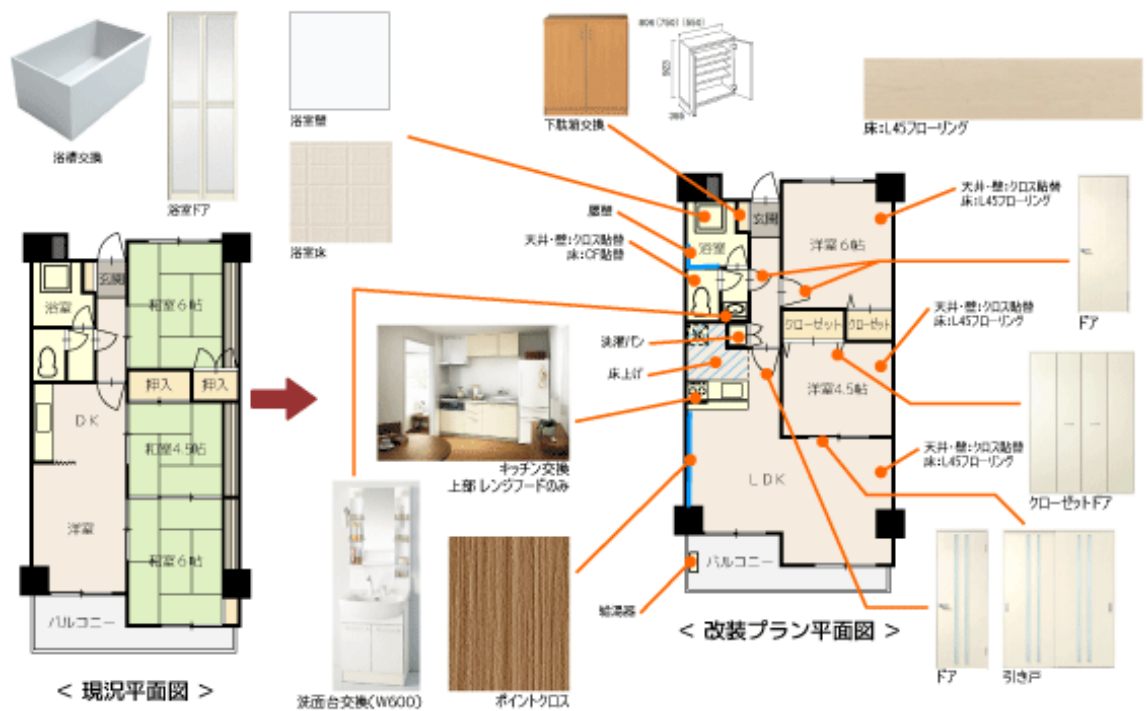 浴槽交換
浴室ドア
浴室壁
浴室床
下駄箱交換
床:L45フローリング
浴室
玄関
和室6帖
押入
押入
DK
和室4.5帖
洋室
和室6帖
バルコニー
< 現況平面図 >
腰壁
天井・壁:クロス貼替
床:CF貼替
洗濯パン
床上げ
キッチン交換
上部 レンジフードのみ
洗面台交換(W600)
ポイントクロス
給湯器
浴室
玄関
洋室6帖
クローゼット
クローゼット
洋室4.5帖
LDK
バルコニー
< 改装プラン平面図 >
天井・壁:クロス貼替
床:L45フローリング
天井・壁:クロス貼替
床:L45フローリング
天井・壁:クロス貼替
床:L45フローリング
ドア
クローゼットドア
ドア
引き戸